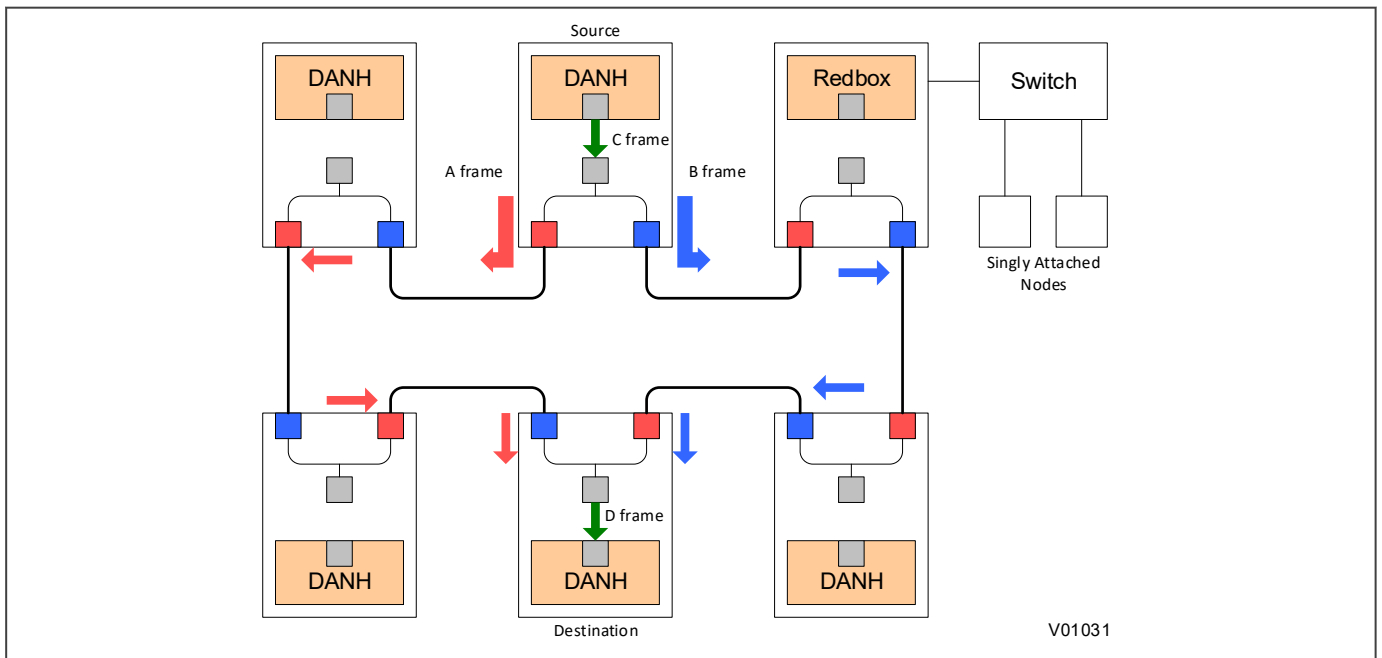 Source
DANH
DANH
Redbox
Switch
C frame
A frame
B frame
Singly Attached
Nodes
D frame
DANH
DANH
DANH
Destination
V01031